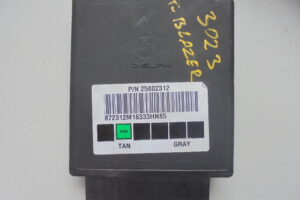 3023
BLAZER
DELPHI
P/N 25802312
872312M16333HN85
TAN GRAY